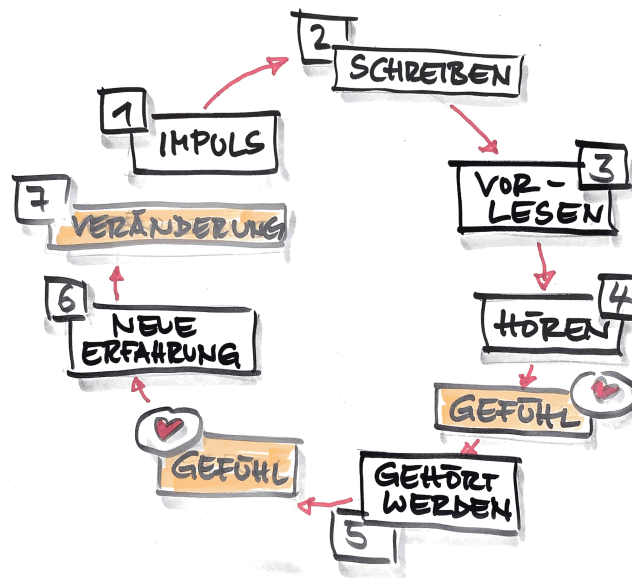 1
IMPULS
2
SCHREIBEN
3
VOR-
LESEN
4
HÖREN
GEFÜHL
GEHÖRT
WERDEN
5
GEFÜHL
6
NEUE
ERFAHRUNG
7
VERÄNDERUNG